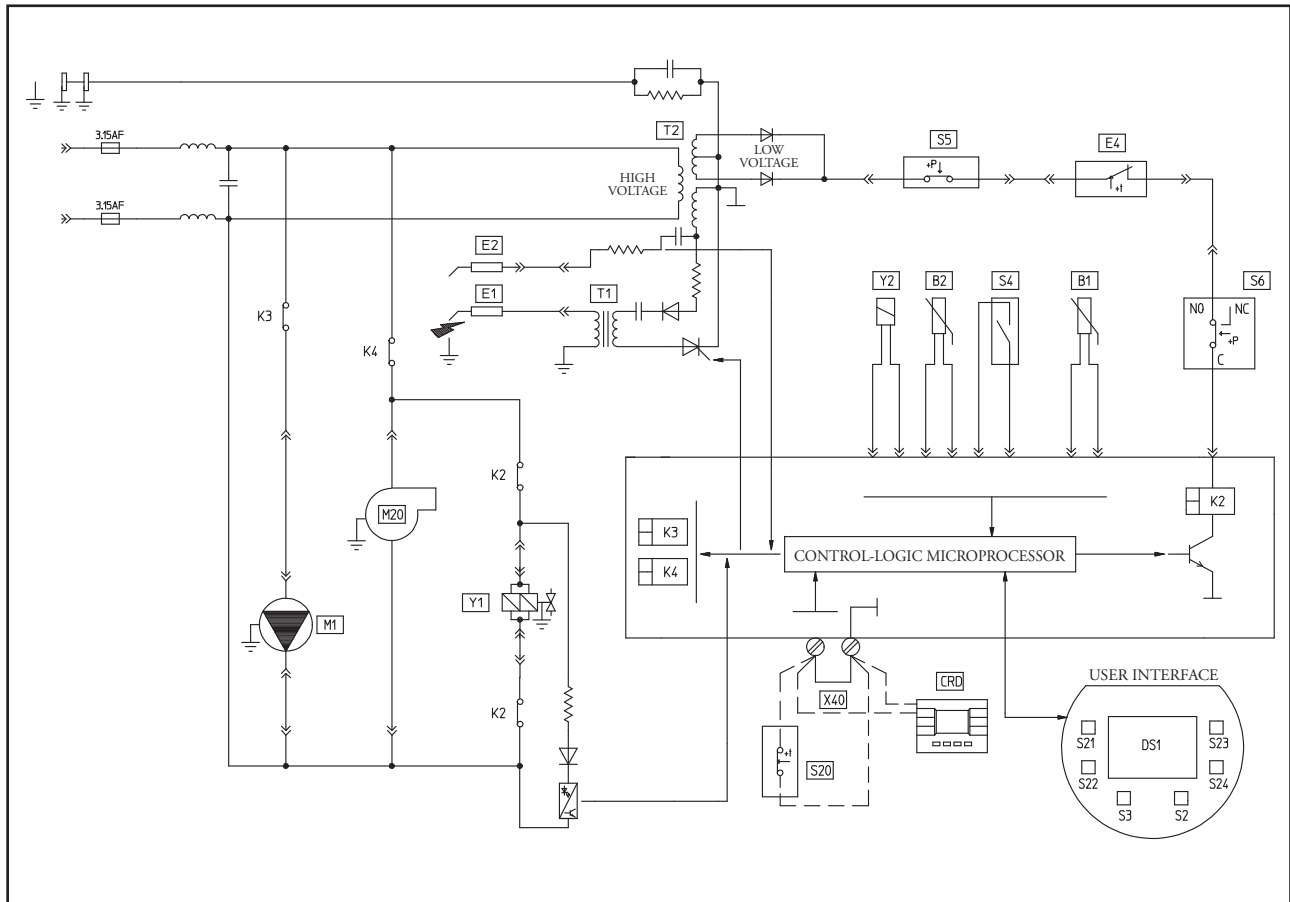 3.15AF
T2
S5
E4
LOW
VOLTAGE
+P
+t
HIGH
VOLTAGE
3.15AF
E2
Y2
B2
S4
B1
S6
E1
T1
NO
NC
K3
+P
K4
C
K2
K2
M20
K3
CONTROL-LOGIC MICROPROCESSOR
K4
Y1
M1
USER INTERFACE
CRD
X40
K2
S21
S23
DS1
+t
S20
S22
S24
S3
S2